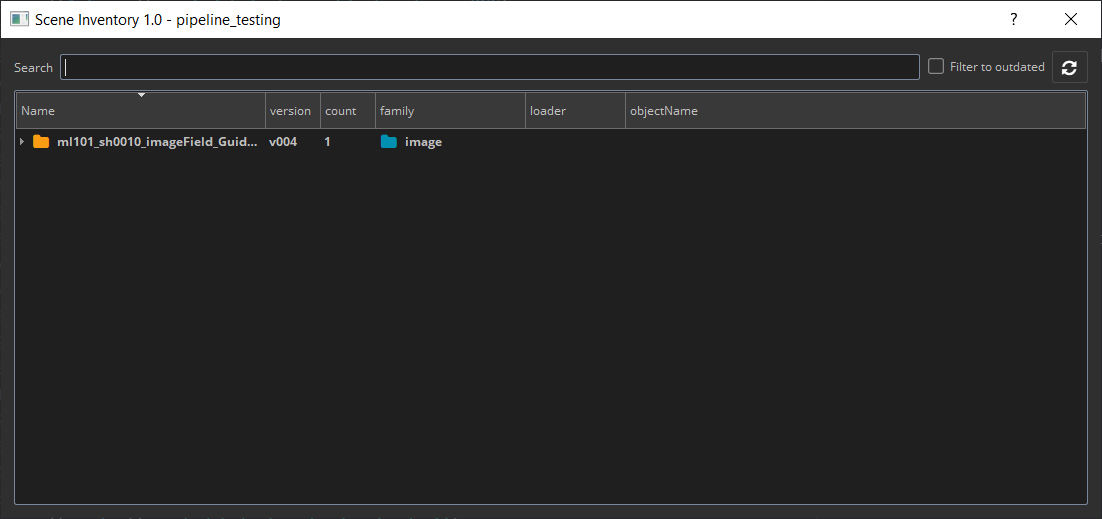 Scene Inventory 1.0 - pipeline_testing ?
Search Filter to outdated
Name version count family loader objectName
ml101_sh0010_imageField_Guid... v004 1 image